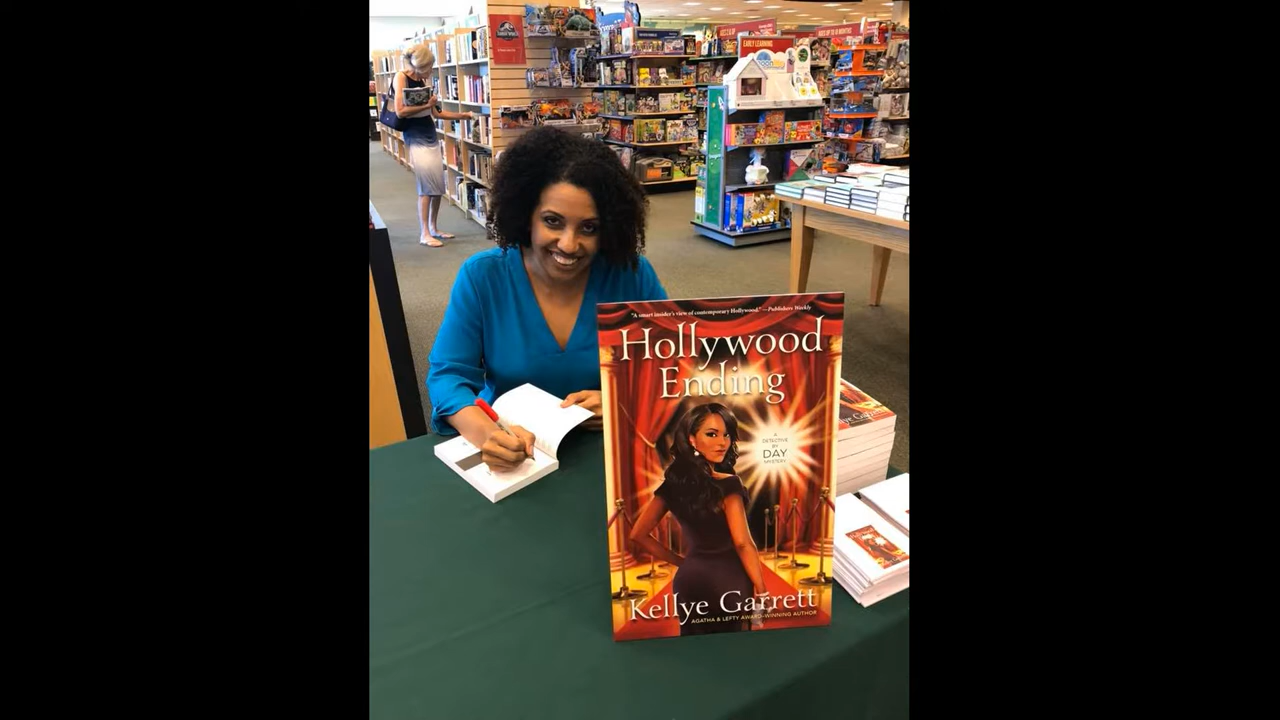 EARLY LEARNING
"A smart insider's view of contemporary Hollywood." —Publishers Weekly
Hollywood
Ending
A
DETECTIVE
BY
DAY
MYSTERY
Kellye Garrett
AGATHA & LEFTY AWARD–WINNING AUTHOR
Hollywood